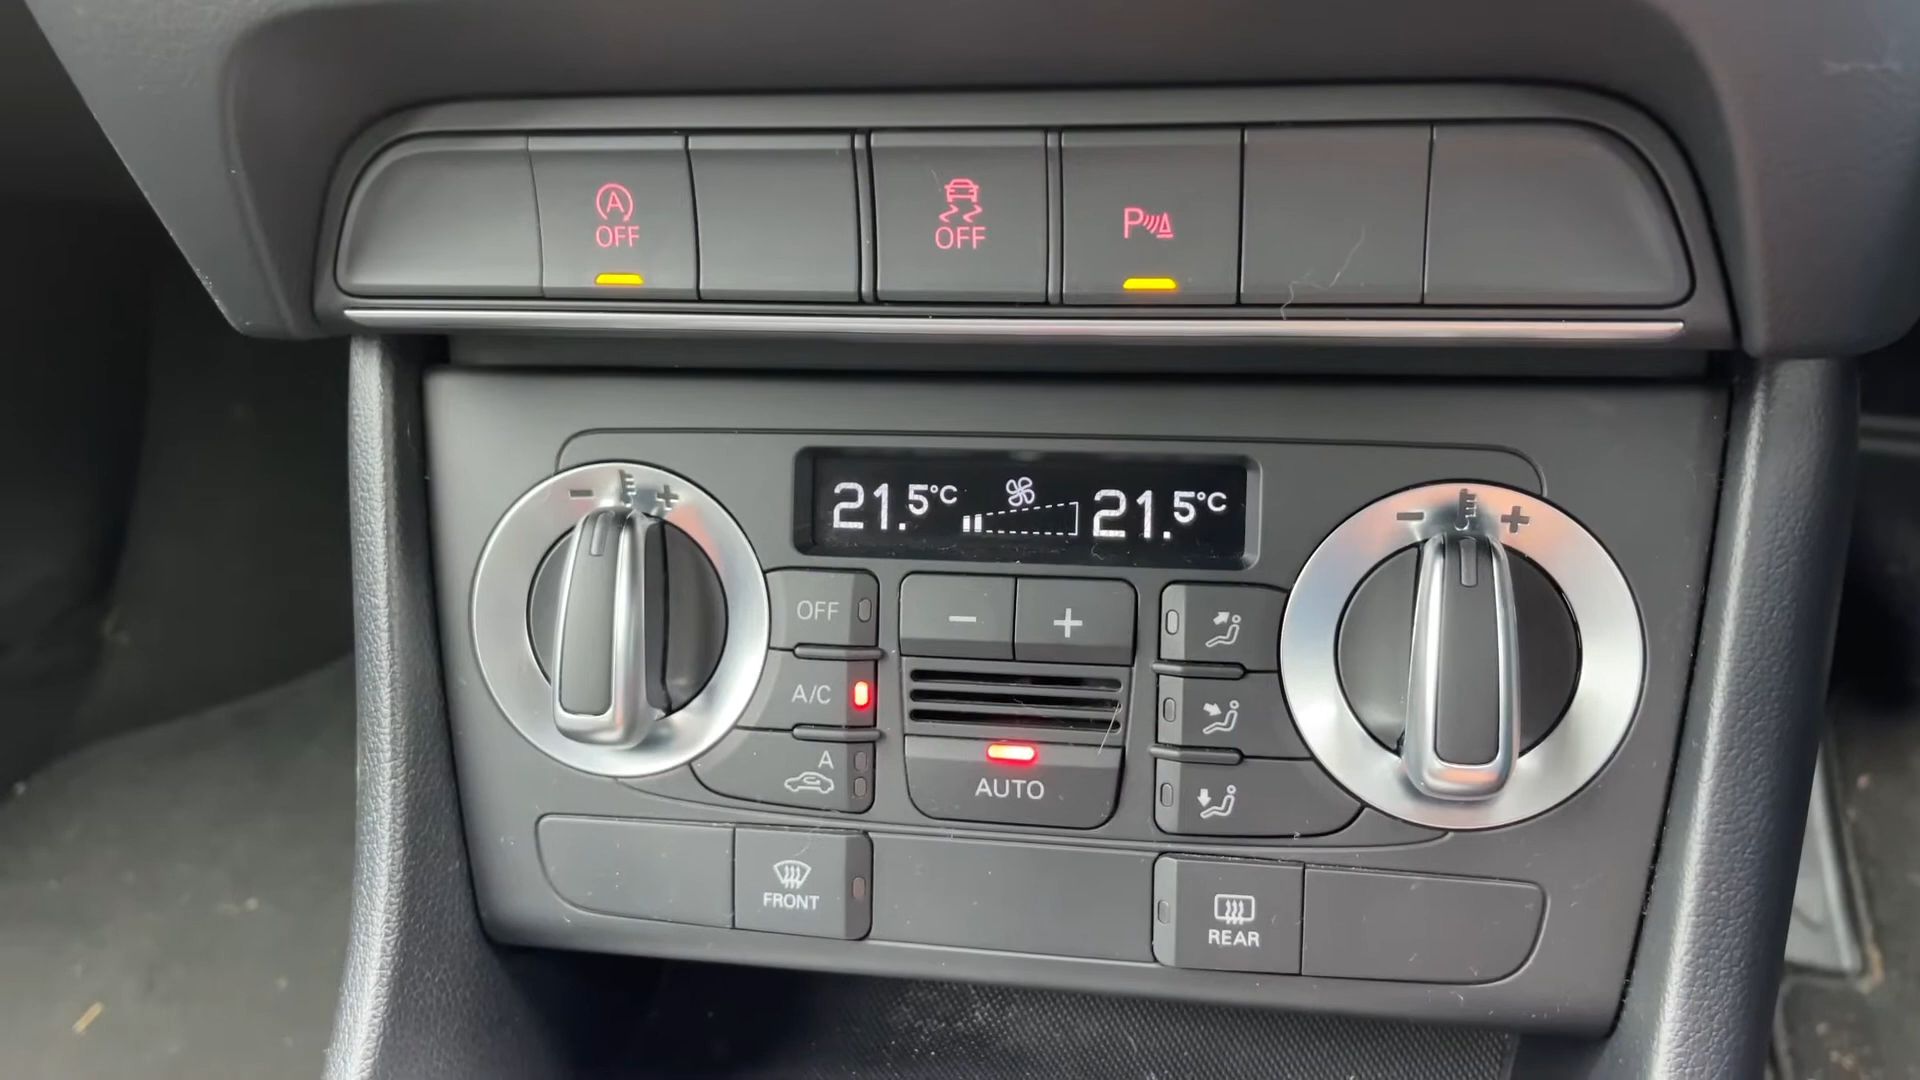 A
OFF
OFF
P
- +
21.5°C 21.5°C
- +
OFF
- +
A/C
A
AUTO
FRONT
REAR